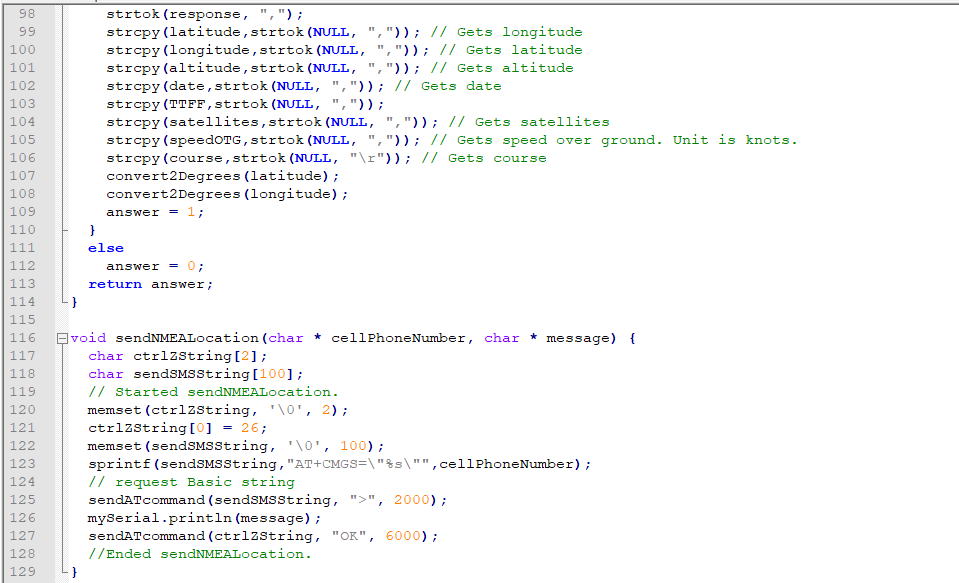 98 strtok(response, ",");
99 strcpy(latitude,strtok(NULL, ",")); // Gets longitude
100 strcpy(longitude,strtok(NULL, ",")); // Gets latitude
101 strcpy(altitude,strtok(NULL, ",")); // Gets altitude
102 strcpy(date,strtok(NULL, ",")); // Gets date
103 strcpy(TTFF,strtok(NULL, ","));
104 strcpy(satellites,strtok(NULL, ",")); // Gets satellites
105 strcpy(speedOTG,strtok(NULL, ",")); // Gets speed over ground. Unit is knots.
106 strcpy(course,strtok(NULL, "\r")); // Gets course
107 convert2Degrees(latitude);
108 convert2Degrees(longitude);
109 answer = 1;
110 }
111 else
112 answer = 0;
113 return answer;
114 }
115
116 void sendNMEALocation(char * cellPhoneNumber, char * message) {
117 char ctrlZString[2];
118 char sendSMSString[100];
119 // Started sendNMEALocation.
120 memset(ctrlZString, '\0', 2);
121 ctrlZString[0] = 26;
122 memset(sendSMSString, '\0', 100);
123 sprintf(sendSMSString,"AT+CMGS=\"%s\"",cellPhoneNumber);
124 // request Basic string
125 sendATcommand(sendSMSString, ">", 2000);
126 mySerial.println(message);
127 sendATcommand(ctrlZString, "OK", 6000);
128 //Ended sendNMEALocation.
129 }